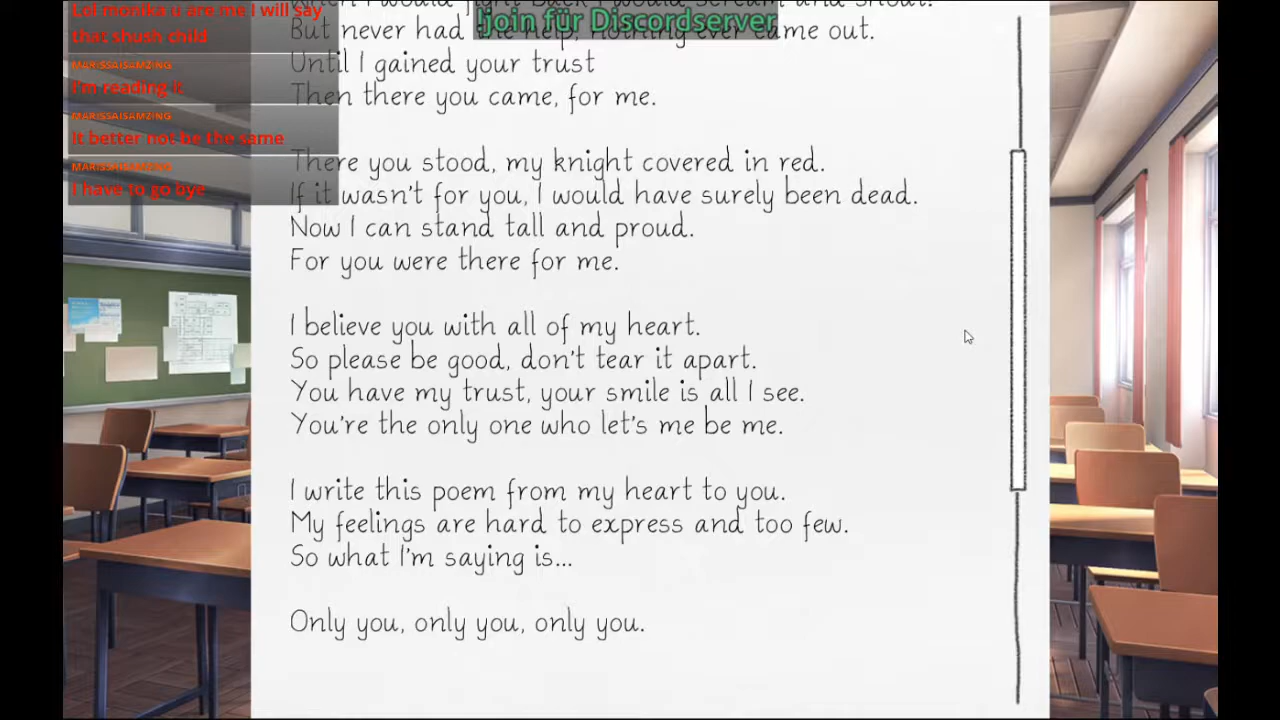 Lol monika u are me I will say
that shush child
MARISSAISAMZING
I'm reading it
MARISSAISAMZING
It better not be the same
MARISSAISAMZING
I have to go bye
!join für Discordserver
But never had the help, nothing ever came out.
Until I gained your trust
Then there you came, for me.
There you stood, my knight covered in red.
If it wasn't for you, I would have surely been dead.
Now I can stand tall and proud.
For you were there for me.
I believe you with all of my heart.
So please be good, don't tear it apart.
You have my trust, your smile is all I see.
You're the only one who let's me be me.
I write this poem from my heart to you.
My feelings are hard to express and too few.
So what I'm saying is...
Only you, only you, only you.